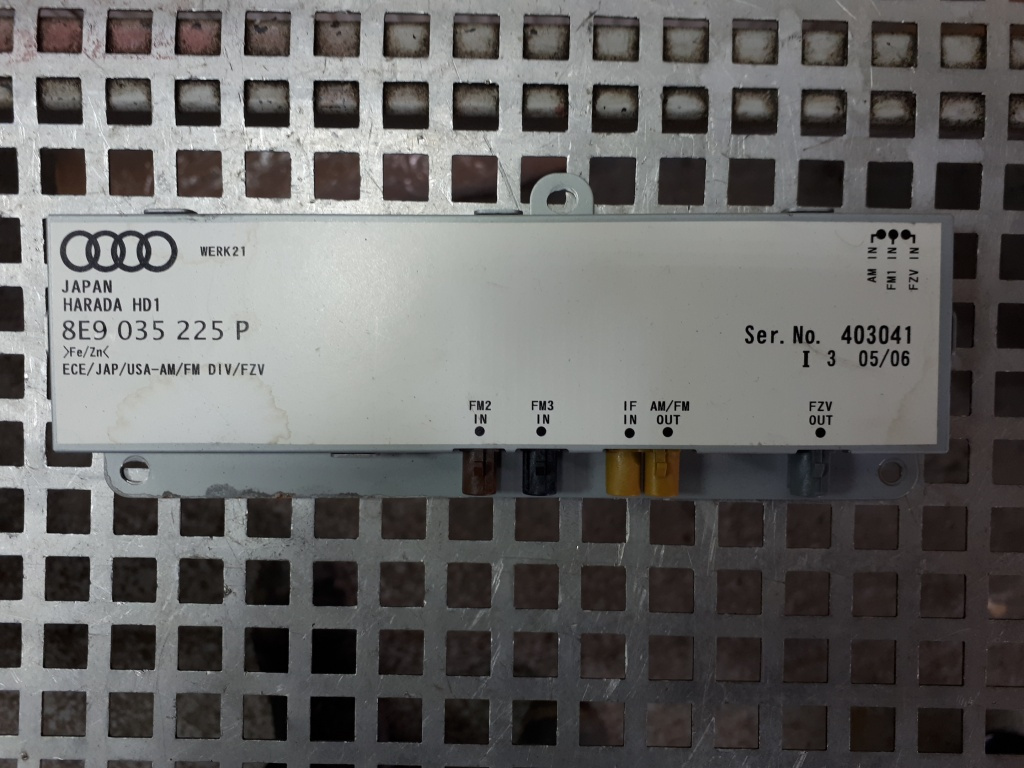 WERK21
JAPAN
HARADA HD1
8E9 035 225 P
>Fe/Zn<
ECE/JAP/USA-AM/FM DIV/FZV
AM IN
FM1 IN
FZV IN
Ser.No. 403041
I 3 05/06
FM2 IN
FM3 IN
IF IN
AM/FM OUT
FZV OUT